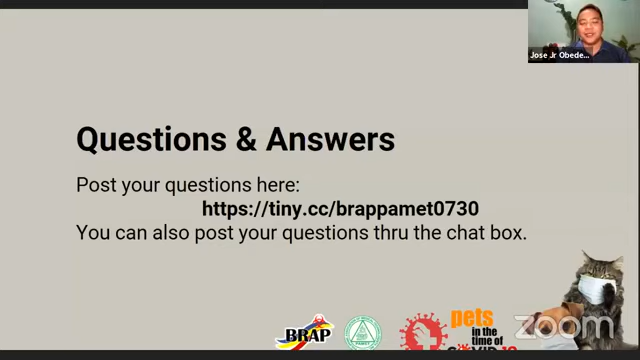 Jose Jr Obede...
Questions & Answers
Post your questions here:
https://tiny.cc/brappamet0730
You can also post your questions thru the chat box.
BRAP
pets
in the
time of
zoom